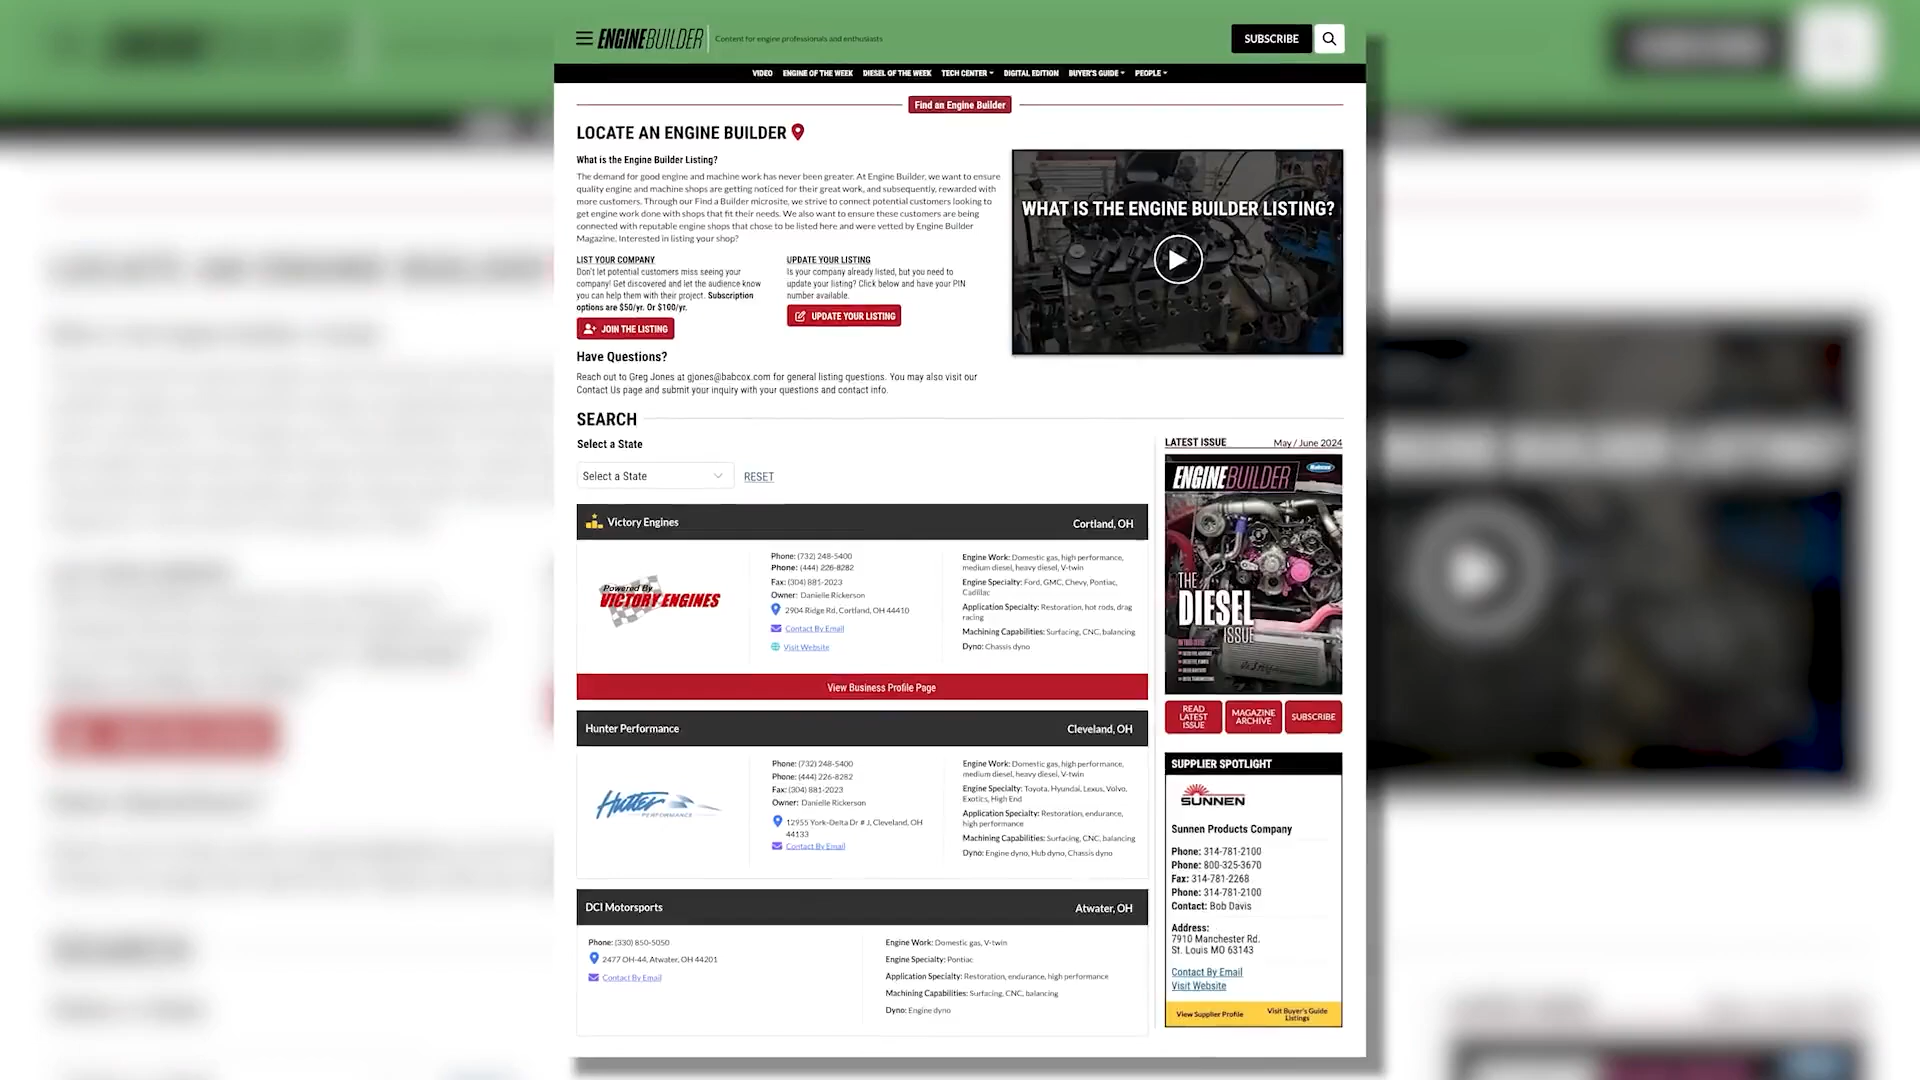 ENGINEBUILDER
Content for engine professionals and enthusiasts
SUBSCRIBE
VIDEO ENGINE OF THE WEEK DIESEL OF THE WEEK TECH CENTER DIGITAL EDITION BUYER'S GUIDE PEOPLE
Find an Engine Builder
LOCATE AN ENGINE BUILDER
What is the Engine Builder Listing?
The demand for good engine and machine work has never been greater. At Engine Builder, we want to ensure
quality engine and machine shops are getting noticed for their great work, and subsequently, rewarded with
more customers. Through our Find a Builder microsite, we strive to connect potential customers looking to
get engine work done with shops that fit their needs. We also want to ensure these customers are being
connected with reputable engine shops that chose to be listed here and were vetted by Engine Builder
Magazine. Interested in listing your shop?
LIST YOUR COMPANY
Don't let potential customers miss seeing your
company! Get discovered and let the audience know
you can help them with their project. Subscription
options are $50/yr. Or $100/yr.
JOIN THE LISTING
UPDATE YOUR LISTING
Is your company already listed, but you need to
update your listing? Click below and have your PIN
number available.
UPDATE YOUR LISTING
WHAT IS THE ENGINE BUILDER LISTING?
Have Questions?
Reach out to Greg Jones at gjones@babcox.com for general listing questions. You may also visit our
Contact Us page and submit your inquiry with your questions and contact info.
SEARCH
Select a State
Select a State
RESET
Victory Engines
Cortland, OH
Powered By
VICTORY ENGINES
Phone: (732) 248-5400
Phone: (444) 226-8282
Fax: (304) 881-2023
Owner: Danielle Rickerson
2904 Ridge Rd, Cortland, OH 44410
Contact By Email
Visit Website
Engine Work: Domestic gas, high performance,
medium diesel, heavy diesel, V-twin
Engine Specialty: Ford, GMC, Chevy, Pontiac,
Cadillac
Application Specialty: Restoration, hot rods, drag
racing
Machining Capabilities: Surfacing, CNC, balancing
Dyno: Chassis dyno
View Business Profile Page
Hunter Performance
Cleveland, OH
Hutter
PERFORMANCE
Phone: (732) 248-5400
Phone: (444) 226-8282
Fax: (304) 881-2023
Owner: Danielle Rickerson
12955 York-Delta Dr # J, Cleveland, OH
44133
Contact By Email
Engine Work: Domestic gas, high performance,
medium diesel, heavy diesel, V-twin
Engine Specialty: Toyota, Hyundai, Lexus, Volvo,
Exotics, High End
Application Specialty: Restoration, endurance,
high performance
Machining Capabilities: Surfacing, CNC, balancing
Dyno: Engine dyno, Hub dyno, Chassis dyno
DCI Motorsports
Atwater, OH
Phone: (330) 850-5050
2477 OH-44, Atwater, OH 44201
Contact By Email
Engine Work: Domestic gas, V-twin
Engine Specialty: Pontiac
Application Specialty: Restoration, endurance, high performance
Machining Capabilities: Surfacing, CNC, balancing
Dyno: Engine dyno
LATEST ISSUE
May / June 2024
ENGINEBUILDER
Babcox
THE
DIESEL
ISSUE
READ
LATEST
ISSUE
MAGAZINE
ARCHIVE
SUBSCRIBE
SUPPLIER SPOTLIGHT
SUNNEN
Sunnen Products Company
Phone: 314-781-2100
Phone: 800-325-3670
Fax: 314-781-2268
Phone: 314-781-2100
Contact: Bob Davis
Address:
7910 Manchester Rd.
St. Louis MO 63143
Contact By Email
Visit Website
View Supplier Profile
Visit Buyer's Guide
Listings